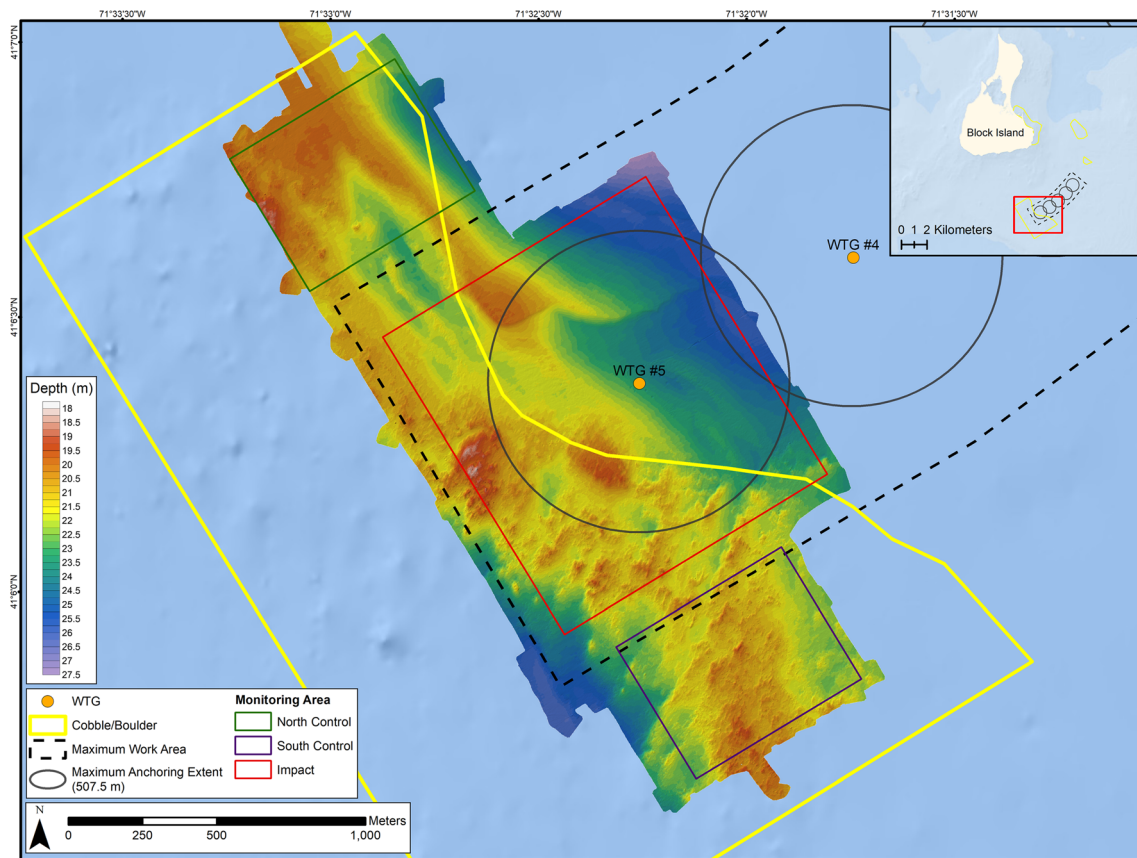 71°33'30"W
71°33'0"W
71°32'30"W
71°32'0"W
71°31'30"W
41°7'0"N
41°6'30"N
41°6'0"N
Block Island
0 1 2 Kilometers
WTG #4
WTG #5
Depth (m)
18
18.5
19
19.5
20
20.5
21
21.5
22
22.5
23
23.5
24
24.5
25
25.5
26
26.5
27
27.5
WTG
Cobble/Boulder
Maximum Work Area
Maximum Anchoring Extent
(507.5 m)
Monitoring Area
North Control
South Control
Impact
N
Meters
0 250 500 1,000